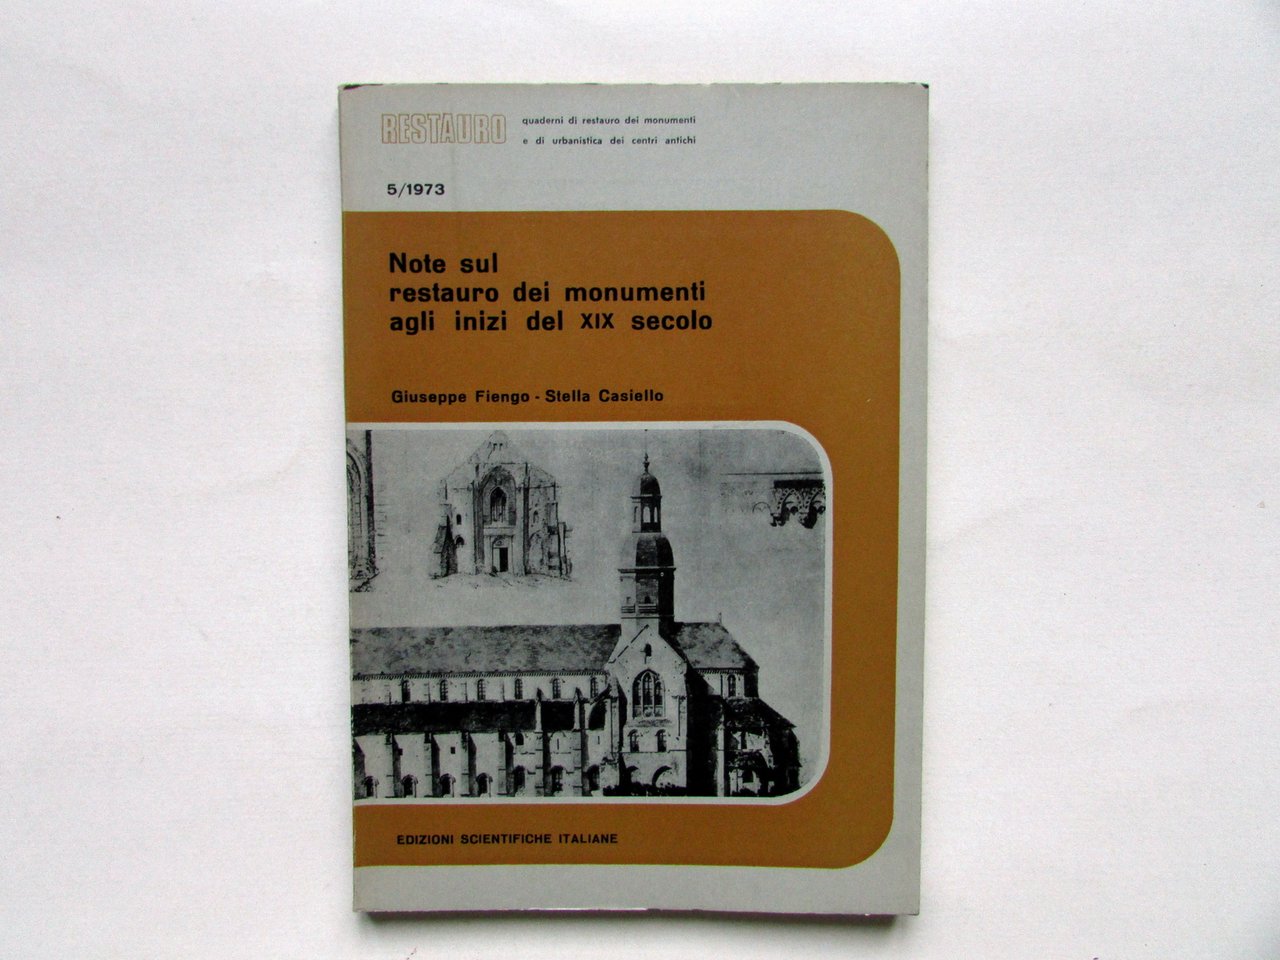 RESTAURO
quaderni di restauro dei monumenti
e di urbanistica dei centri antichi
5/1973
Note sul
restauro dei monumenti
agli inizi del XIX secolo
Giuseppe Fiengo - Stella Casiello
EDIZIONI SCIENTIFICHE ITALIANE